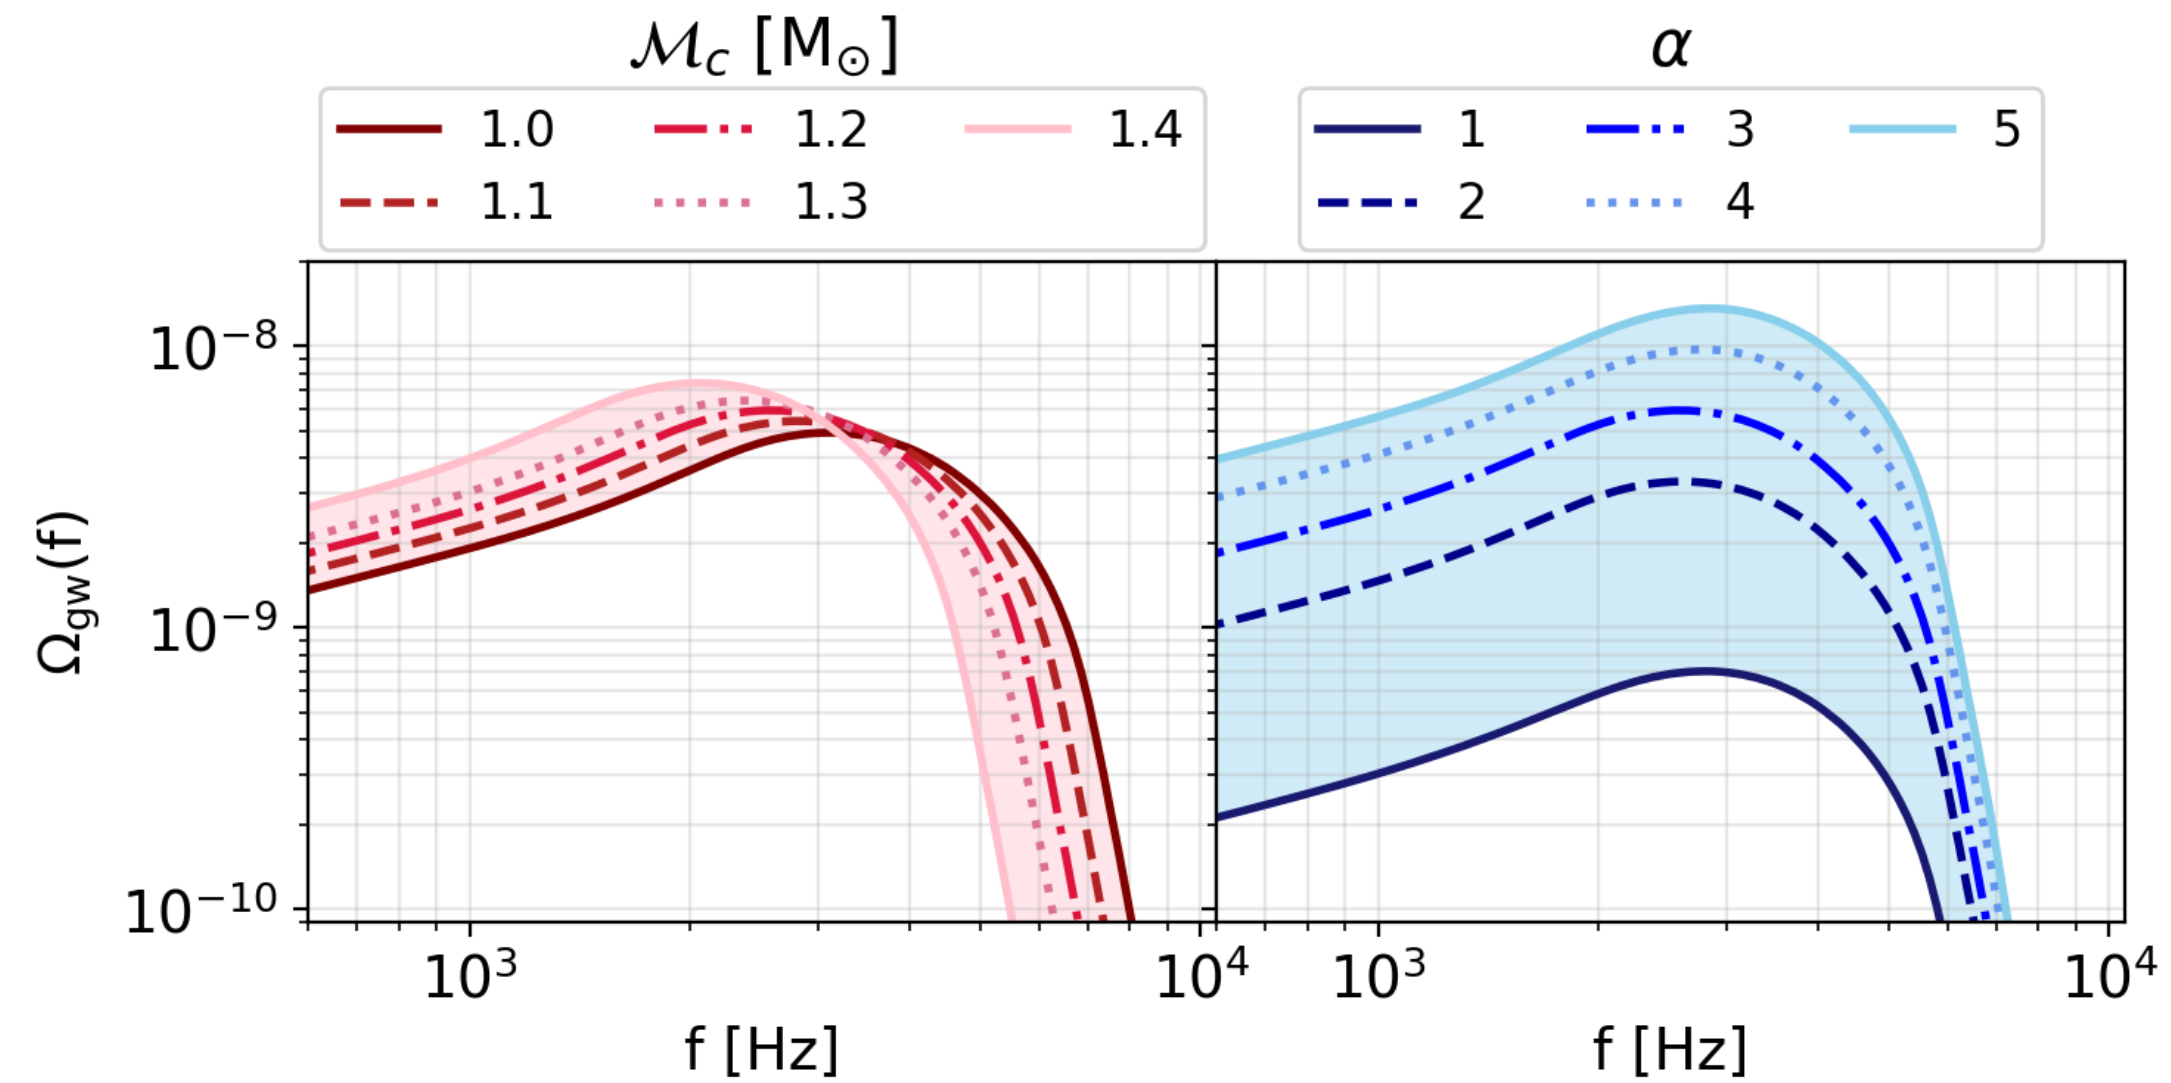 𝓜c [M⊙]
1.0 1.2 1.4
1.1 1.3
α
1 3 5
2 4
Ωgw(f)
10⁻⁸
10⁻⁹
10⁻¹⁰
10³ 10⁴ 10³ 10⁴
f [Hz] f [Hz]